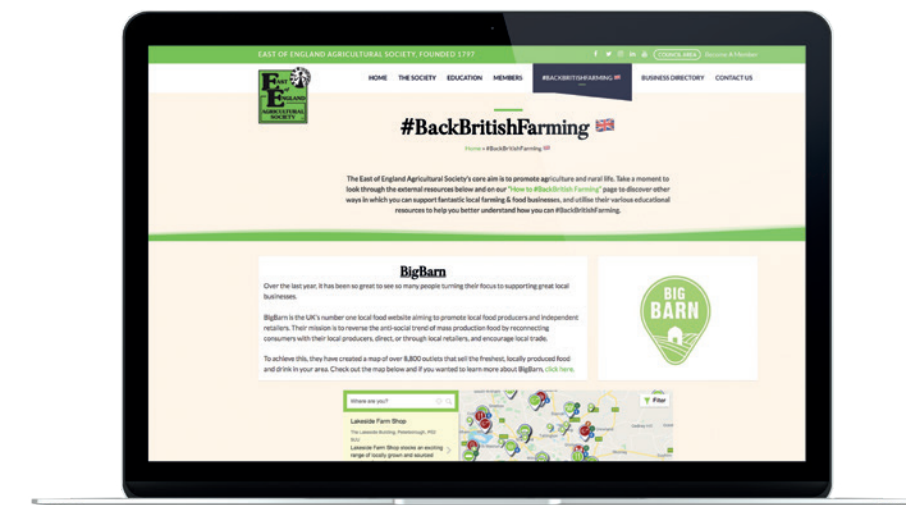 EAST OF ENGLAND AGRICULTURAL SOCIETY, FOUNDED 1797
COUNCIL AREA Become A Member
EAST
of
ENGLAND
AGRICULTURAL
SOCIETY
HOME THE SOCIETY EDUCATION MEMBERS #BACKBRITISHFARMING BUSINESS DIRECTORY CONTACT US
#BackBritishFarming
Home » #BackBritishFarming
The East of England Agricultural Society's core aim is to promote agriculture and rural life. Take a moment to
look through the external resources below and on our "How to #BackBritish Farming" page to discover other
ways in which you can support fantastic local farming & food businesses, and utilise their various educational
resources to help you better understand how you can #BackBritishFarming.
BigBarn
Over the last year, it has been so great to see so many people turning their focus to supporting great local
businesses.
BigBarn is the UK's number one local food website aiming to promote local food producers and independent
retailers. Their mission is to reverse the anti-social trend of mass production food by reconnecting
consumers with their local producers, direct, or through local retailers, and encourage local trade.
To achieve this, they have created a map of over 8,800 outlets that sell the freshest, locally produced food
and drink in your area. Check out the map below and if you wanted to learn more about BigBarn, click here.
BIG
BARN
Where are you?
Filter
Lakeside Farm Shop
The Lakeside Building, Peterborough,
Lakeside Farm Shop stocks an exciting
range of locally grown and sourced